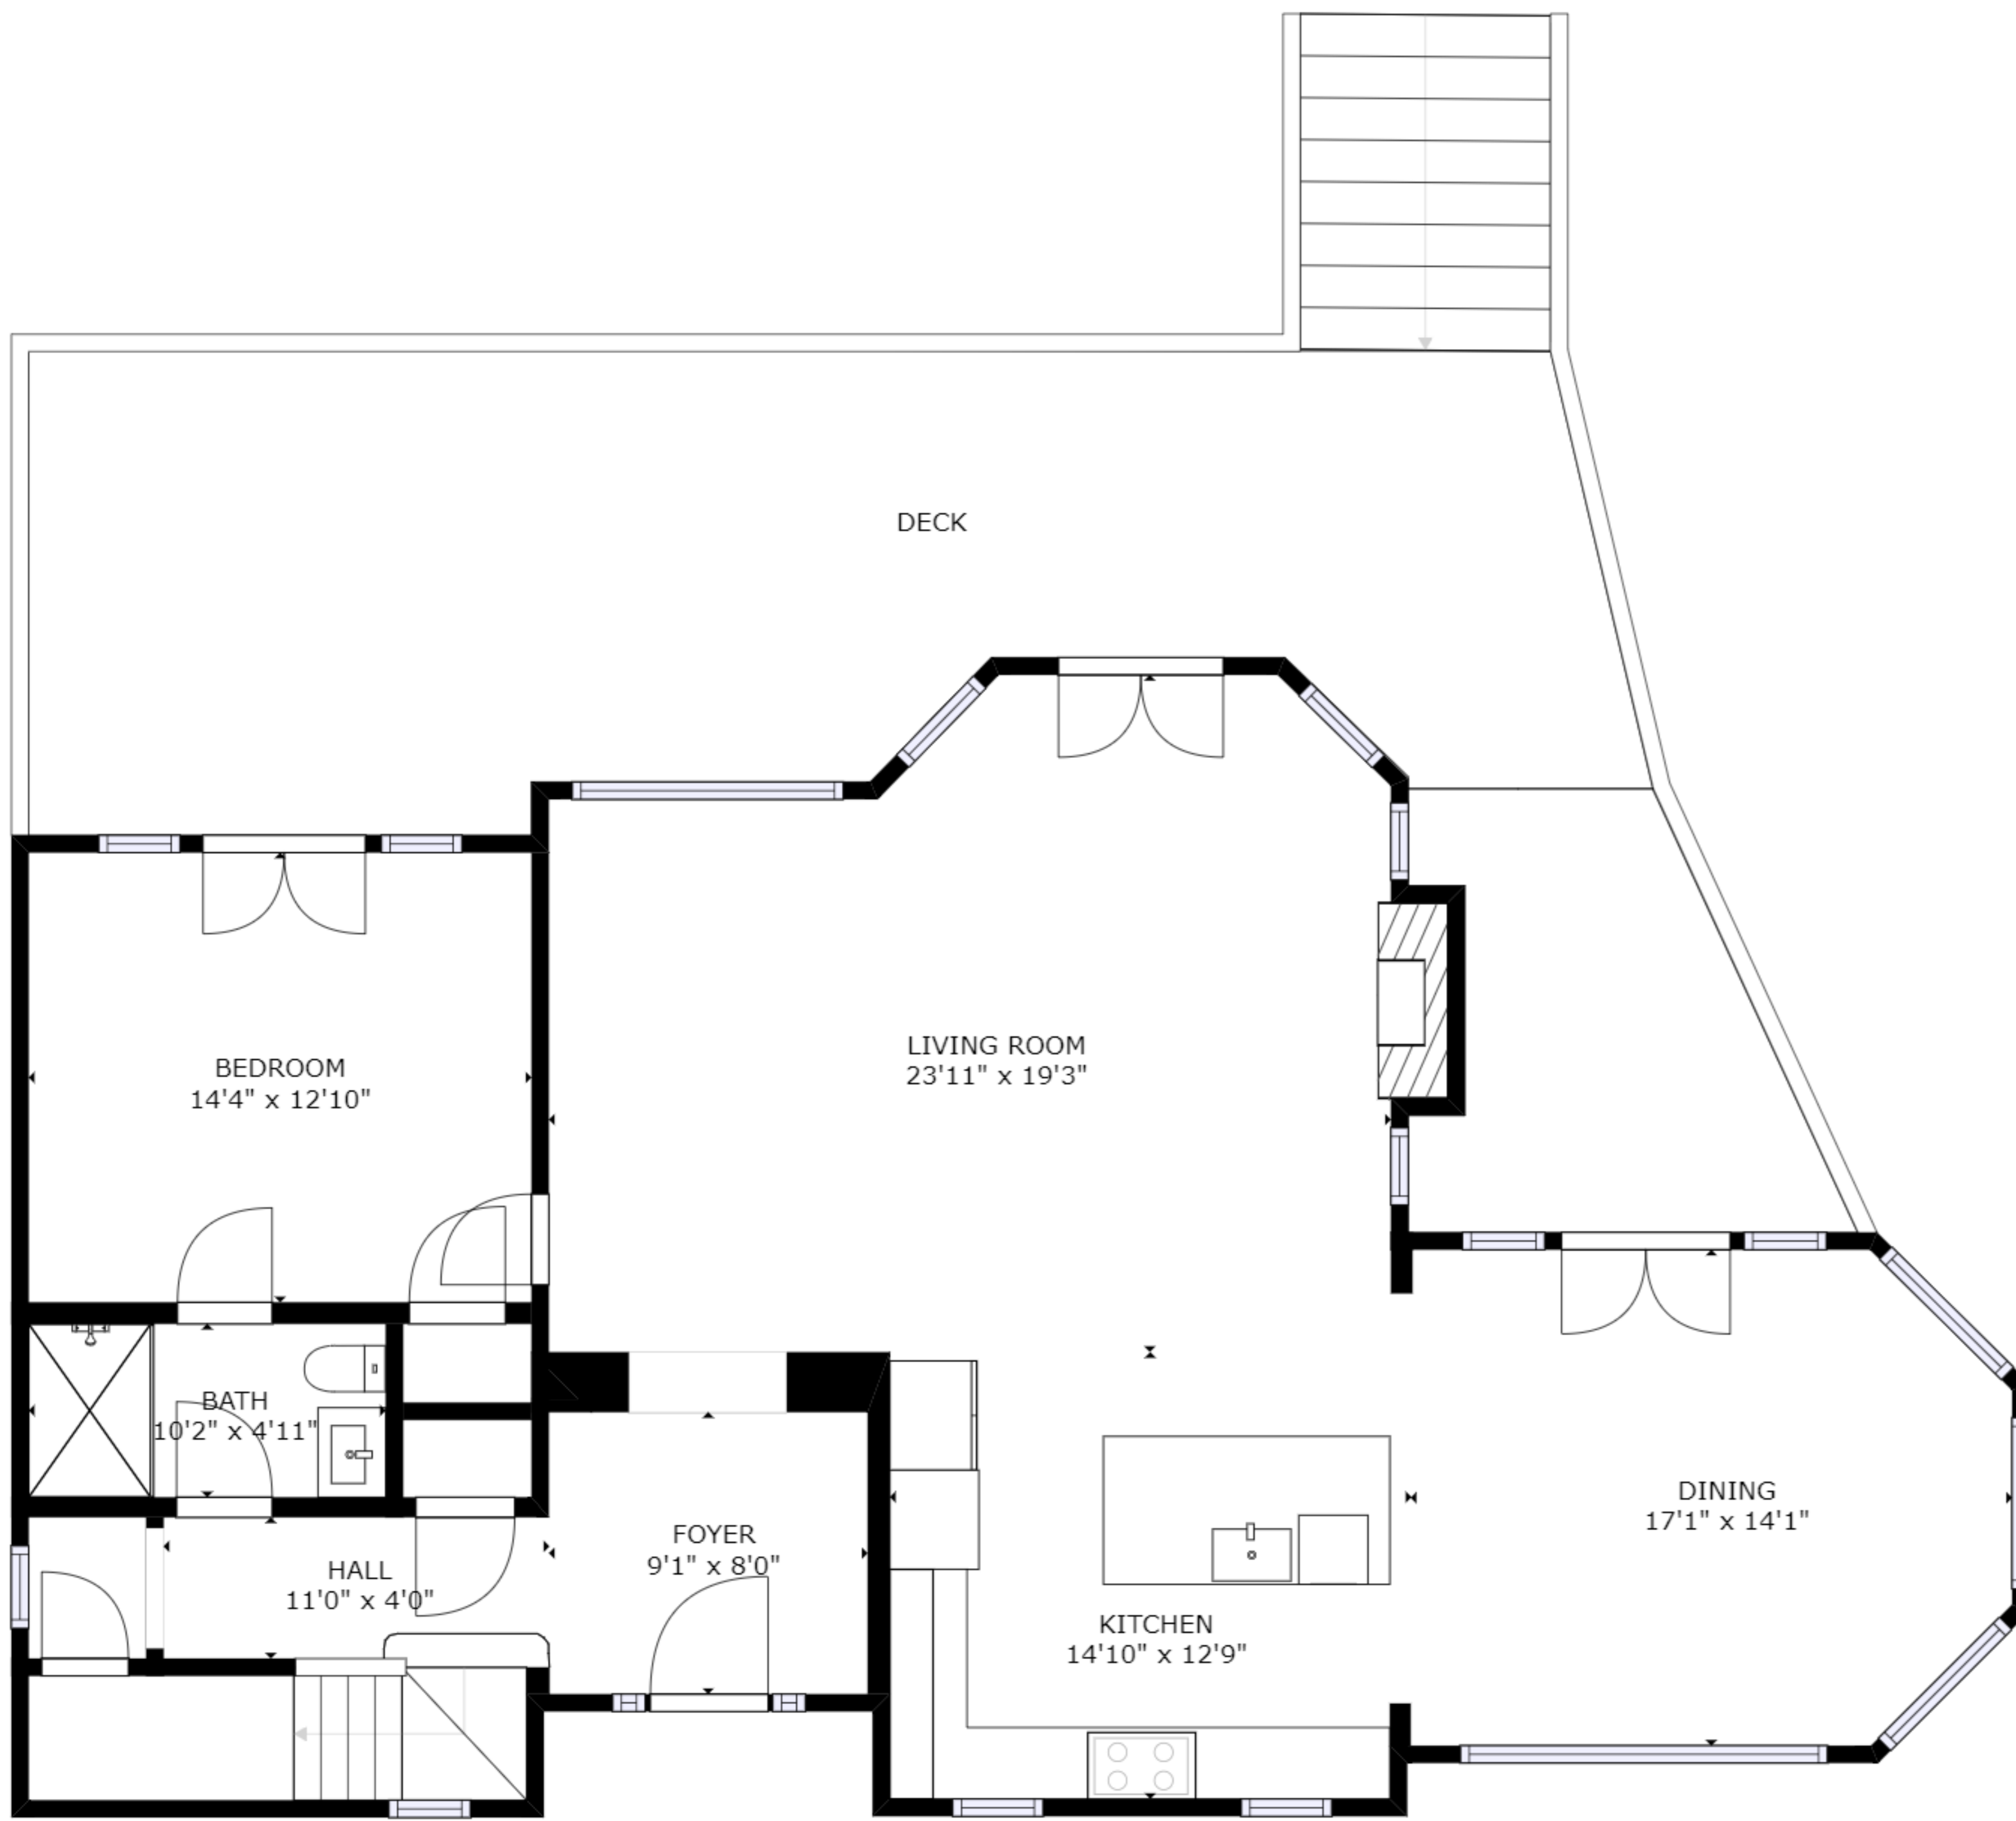 DECK
LIVING ROOM
23'11" x 19'3"
BEDROOM
14'4" x 12'10"
BATH
10'2" x 4'11"
DINING
17'1" x 14'1"
FOYER
9'1" x 8'0"
HALL
11'0" x 4'0"
KITCHEN
14'10" x 12'9"